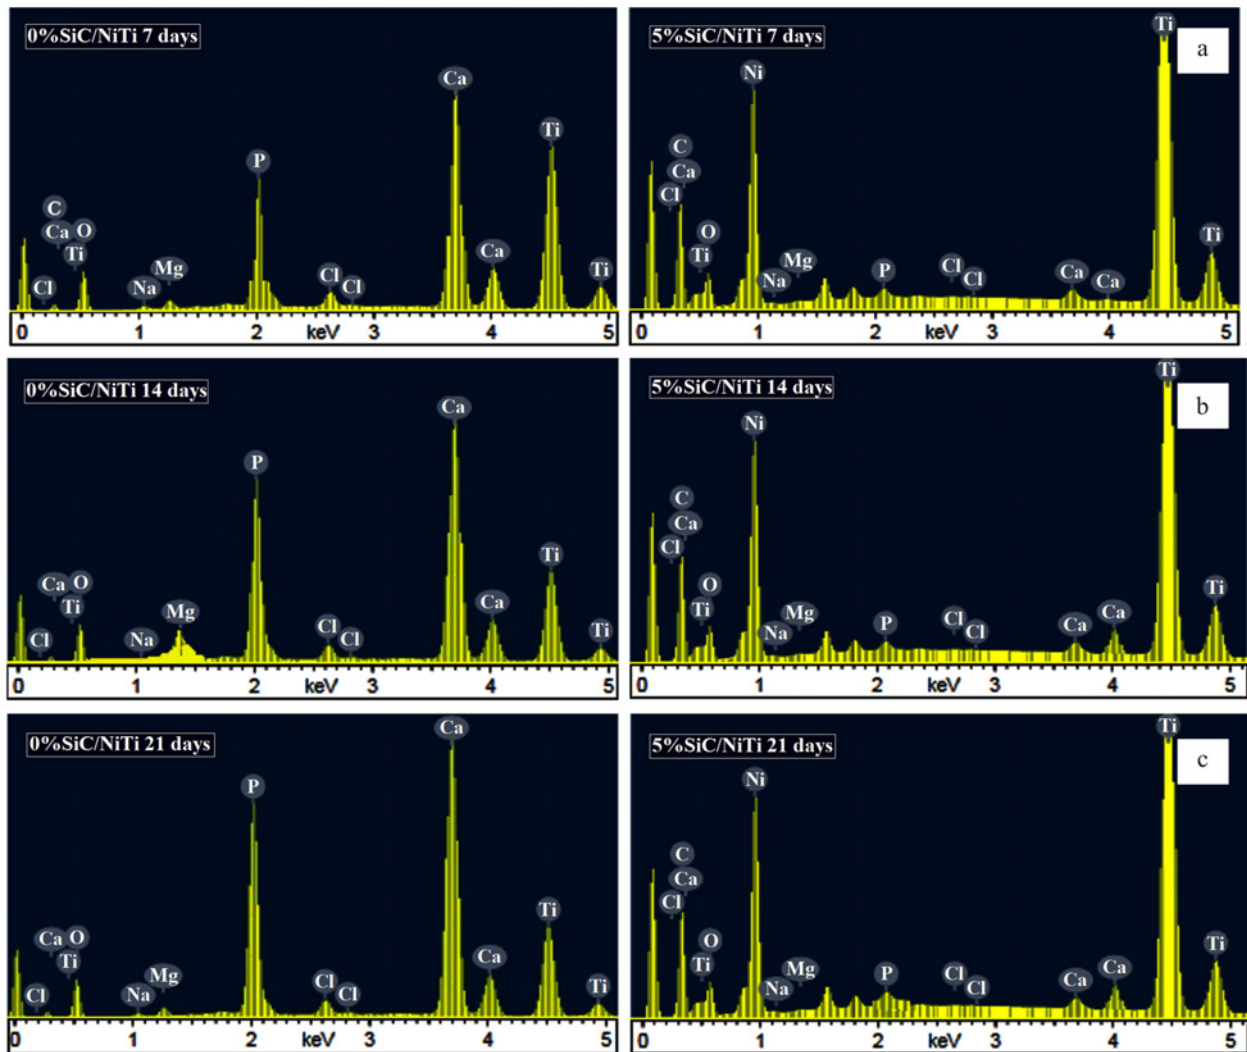 0%SiC/NiTi 7 days
Ca
Ti
P
C
Ca
O
Ti
Mg
Cl
Na
Cl
Cl
Ca
Ti
0 1 2 keV 3 4 5
5%SiC/NiTi 7 days
a
Ti
Ni
C
Ca
Cl
O
Ti
Na
Mg
P
Cl
Cl
Ca
Ca
Ti
0 1 2 keV 3 4 5
0%SiC/NiTi 14 days
Ca
P
Ti
Ca
O
Ti
Mg
Cl
Na
Cl
Cl
Ca
Ti
0 1 2 keV 3 4 5
5%SiC/NiTi 14 days
b
Ti
Ni
C
Ca
Cl
O
Ti
Na
Mg
P
Cl
Cl
Ca
Ca
Ti
0 1 2 keV 3 4 5
0%SiC/NiTi 21 days
Ca
P
Ti
Ca
O
Ti
Mg
Cl
Na
Cl
Cl
Ca
Ti
0 1 2 keV 3 4 5
5%SiC/NiTi 21 days
c
Ti
Ni
C
Ca
Cl
O
Ti
Na
Mg
P
Cl
Cl
Ca
Ca
Ti
0 1 2 keV 3 4 5